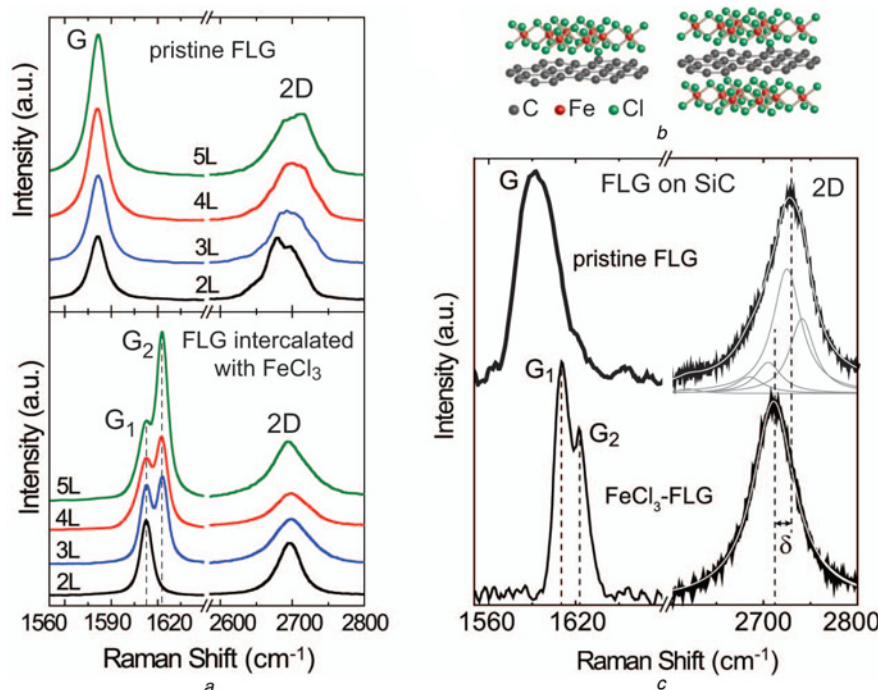 G
pristine FLG
2D
5L
4L
3L
2L
Intensity (a.u.)
G₂
FLG intercalated
with FeCl₃
G₁
2D
5L
4L
3L
2L
Intensity (a.u.)
1560 1590 1620 2600 2700 2800
Raman Shift (cm⁻¹)
a
C Fe Cl
b
G
FLG on SiC
2D
pristine FLG
G₁
G₂
FeCl₃-FLG
δ
Intensity (a.u.)
1560 1620 2700 2800
Raman Shift (cm⁻¹)
c